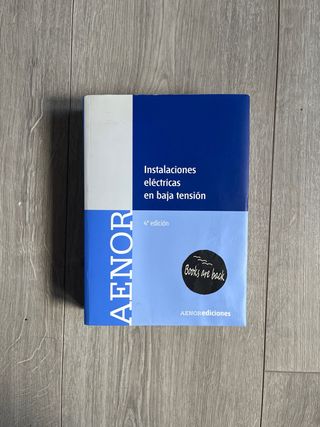 AENOR
Instalaciones
eléctricas
en baja tensión
4ª edición
Books are back
AENORediciones